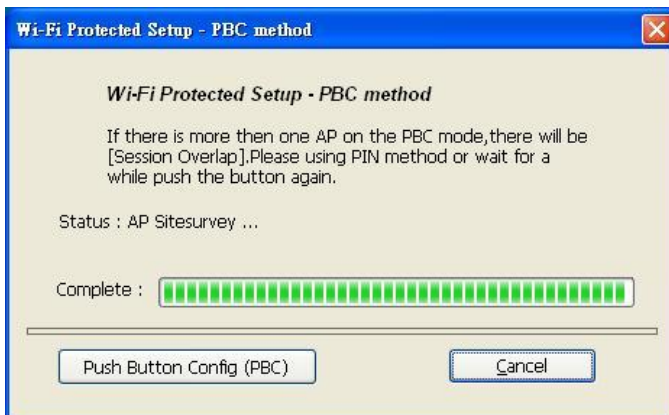 Wi-Fi Protected Setup - PBC method
Wi-Fi Protected Setup - PBC method
If there is more then one AP on the PBC mode,there will be
[Session Overlap].Please using PIN method or wait for a
while push the button again.
Status : AP Sitesurvey ...
Complete :
Push Button Config (PBC)
Cancel